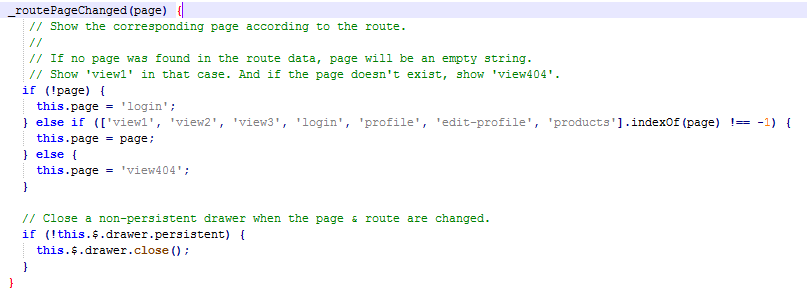 _routePageChanged(page) {
// Show the corresponding page according to the route.
//
// If no page was found in the route data, page will be an empty string.
// Show 'view1' in that case. And if the page doesn't exist, show 'view404'.
if (!page) {
this.page = 'login';
} else if (['view1', 'view2', 'view3', 'login', 'profile', 'edit-profile', 'products'].indexOf(page) !== -1) {
this.page = page;
} else {
this.page = 'view404';
}
// Close a non-persistent drawer when the page & route are changed.
if (!this.$.drawer.persistent) {
this.$.drawer.close();
}
}